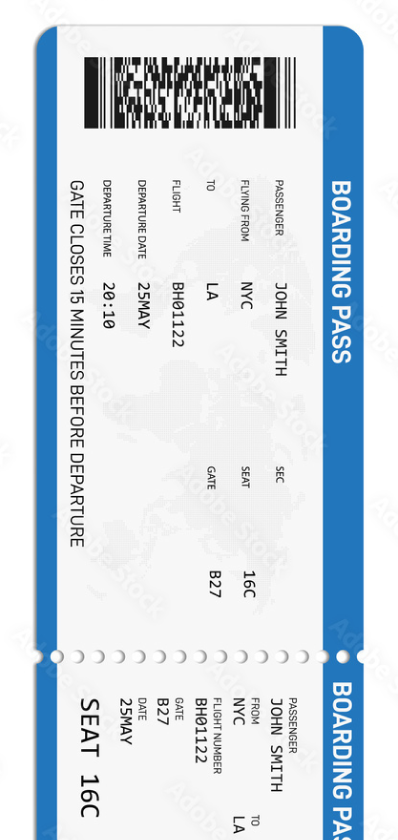 BOARDING PASS
PASSENGER JOHN SMITH SEC
FLYING FROM NYC SEAT 16C
TO LA GATE B27
FLIGHT BH01122
DEPARTURE DATE 25MAY
DEPARTURE TIME 20:10
GATE CLOSES 15 MINUTES BEFORE DEPARTURE
BOARDING PAS
PASSENGER
JOHN SMITH
FROM TO
NYC LA
FLIGHT NUMBER
BH01122
GATE
B27
DATE
25MAY
SEAT 16C
Adobe Stock